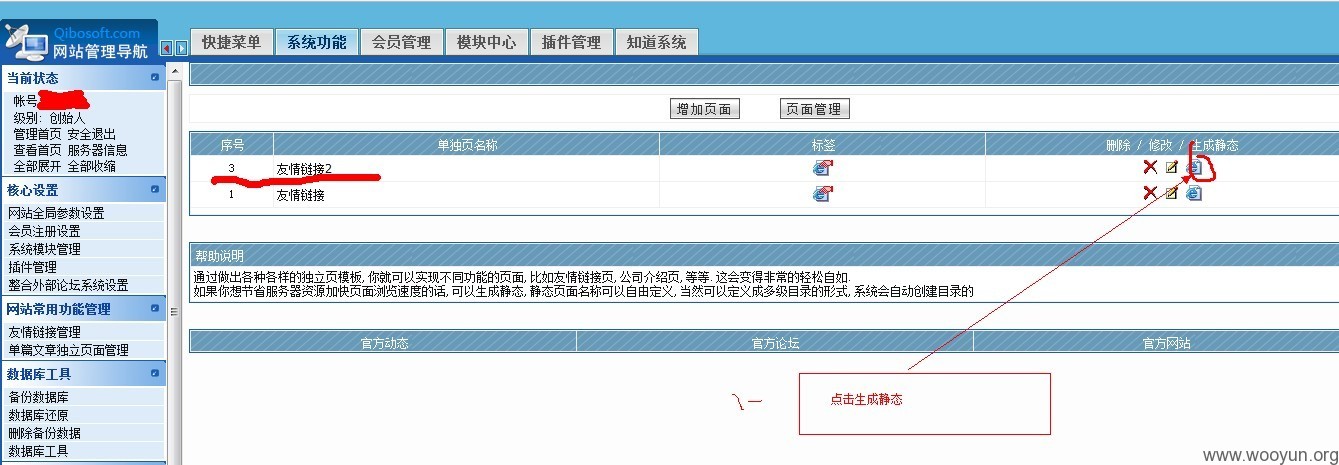 Qibosoft.com
网站管理导航
快捷菜单 系统功能 会员管理 模块中心 插件管理 知道系统
当前状态
帐号
级别: 创始人
管理首页 安全退出
查看首页 服务器信息
全部展开 全部收缩
核心设置
网站全局参数设置
会员注册设置
系统模块管理
插件管理
整合外部论坛系统设置
网站常用功能管理
友情链接管理
单篇文章独立页面管理
数据库工具
备份数据库
数据库还原
删除备份数据
数据库工具
增加页面 页面管理
序号 单独页名称 标签 删除 / 修改 / 生成静态
3 友情链接2
1 友情链接
帮助说明
通过做出各种各样的独立页模板, 你就可以实现不同功能的页面, 比如友情链接页, 公司介绍页, 等等. 这会变得非常的轻松自如.
如果你想节省服务器资源加快页面浏览速度的话, 可以生成静态, 静态页面名称可以自由定义, 当然可以定义成多级目录的形式, 系统会自动创建目录的
官方动态 官方论坛 官方网站
点击生成静态
www.wooyun.org